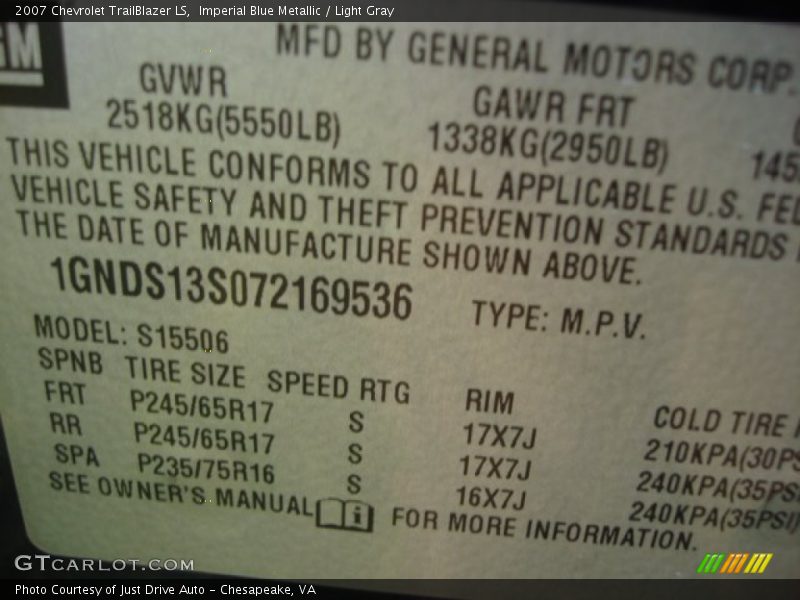 2007 Chevrolet TrailBlazer LS,  Imperial Blue Metallic / Light Gray
GM
MFD BY GENERAL MOTORS CORP.
GVWR GAWR FRT
2518KG(5550LB) 1338KG(2950LB) 145
THIS VEHICLE CONFORMS TO ALL APPLICABLE U.S. FED
VEHICLE SAFETY AND THEFT PREVENTION STANDARDS
THE DATE OF MANUFACTURE SHOWN ABOVE.
1GNDS13S072169536 TYPE: M.P.V.
MODEL: S15506
SPNB TIRE SIZE SPEED RTG RIM COLD TIRE
FRT P245/65R17 S 17X7J 210KPA(30PS
RR P245/65R17 S 17X7J 240KPA(35PSI
SPA P235/75R16 S 16X7J 240KPA(35PSI)
SEE OWNER'S MANUAL i FOR MORE INFORMATION.
GTCARLOT.COM
Photo Courtesy of Just Drive Auto - Chesapeake, VA